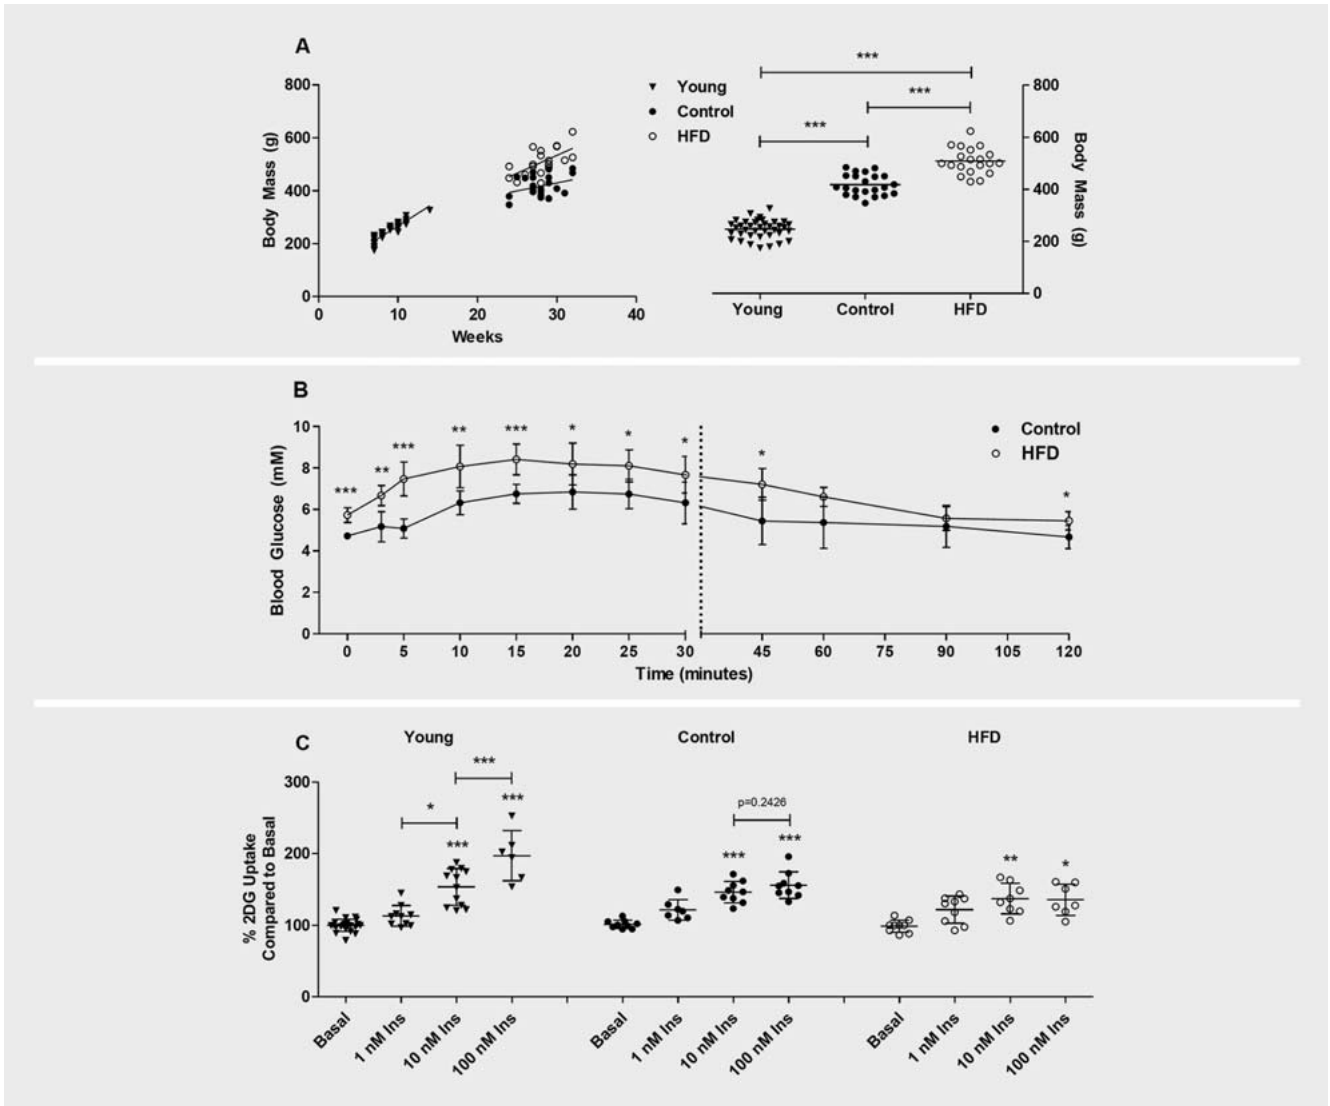 A
800
600
400
200
0
Body Mass (g)
0 10 20 30 40
Weeks
Young
Control
HFD
***
***
***
800
600
400
200
0
Body Mass (g)
Young Control HFD
B
10
8
6
4
2
0
Blood Glucose (mM)
*** ** *** ** *** * * * * *
Control
HFD
0 5 10 15 20 25 30 45 60 75 90 105 120
Time (minutes)
C
Young Control HFD
300
200
100
0
% 2DG Uptake
Compared to Basal
***
* ***
***
p=0.2426
*** ***
** *
Basal 1 nM Ins 10 nM Ins 100 nM Ins Basal 1 nM Ins 10 nM Ins 100 nM Ins Basal 1 nM Ins 10 nM Ins 100 nM Ins